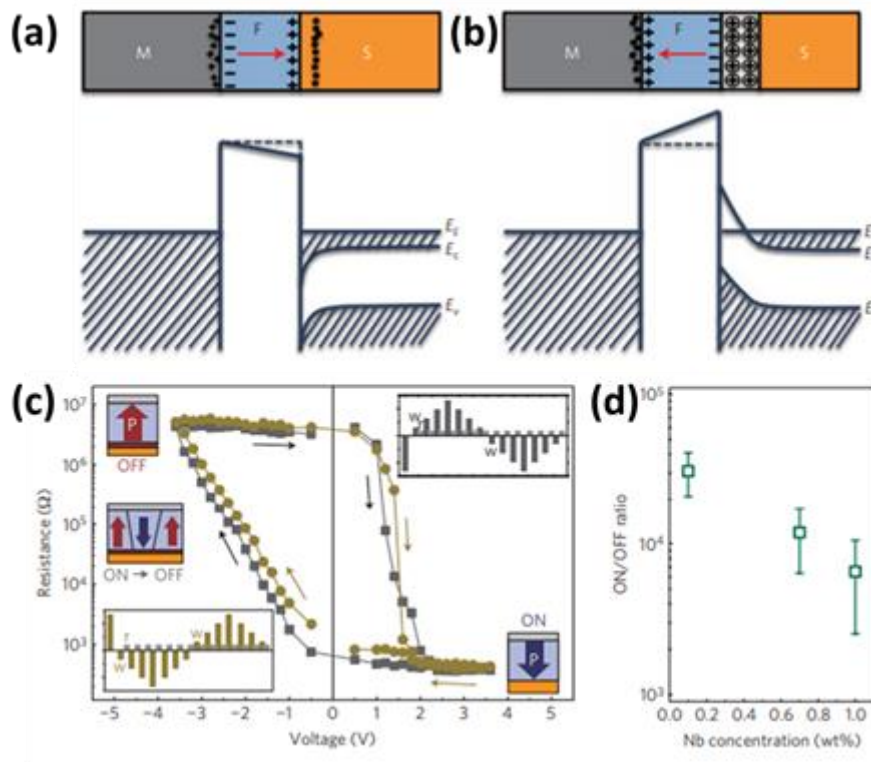 (a)
M
F
S
E_c
E_c
E_v
(b)
M
F
S
E
E
E
(c)
Resistance (Ω)
10^7
10^6
10^5
10^4
10^3
P
OFF
ON → OFF
w
r
w
w
w
ON
P
−5
−4
−3
−2
−1
0
1
2
3
4
5
Voltage (V)
(d)
ON/OFF ratio
10^5
10^4
10^3
0.0
0.2
0.4
0.6
0.8
1.0
Nb concentration (wt%)